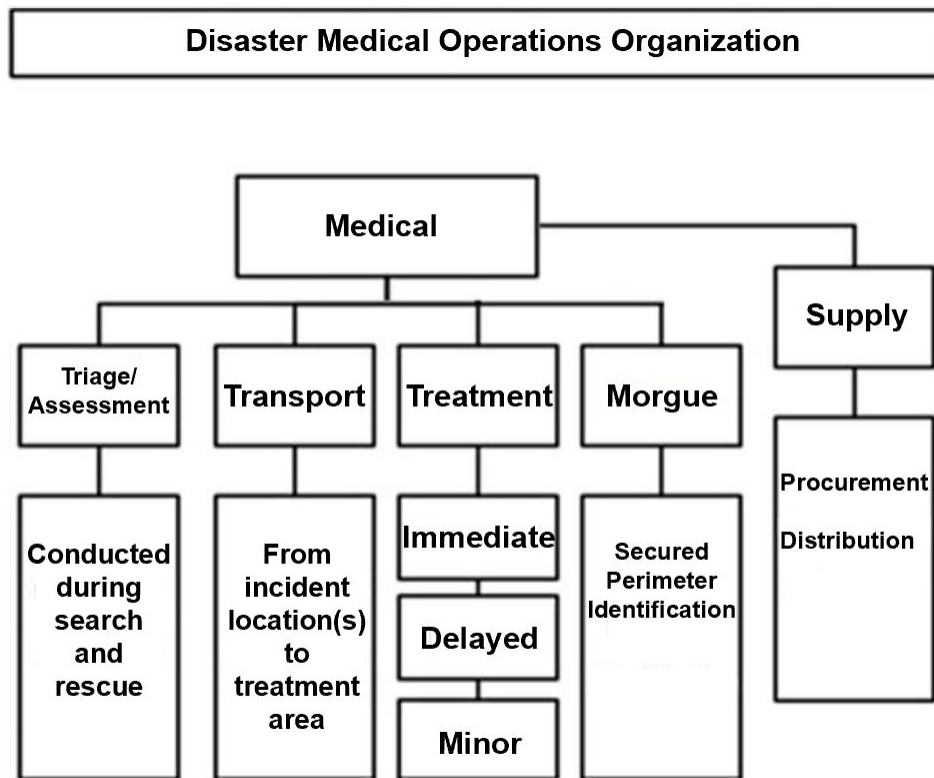 Disaster Medical Operations Organization
Medical
Supply
Procurement
Distribution
Triage/
Assessment
Conducted
during
search
and
rescue
Transport
From
incident
location(s)
to
treatment
area
Treatment
Immediate
Delayed
Minor
Morgue
Secured
Perimeter
Identification